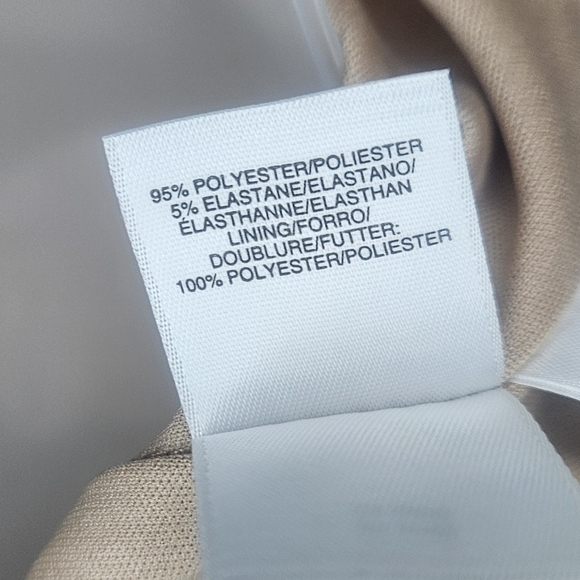 95% POLYESTER/POLIESTER
5% ELASTANE/ELASTANO/
ÉLASTHANNE/ELASTHAN
LINING/FORRO/
DOUBLURE/FUTTER:
100% POLYESTER/POLIESTER